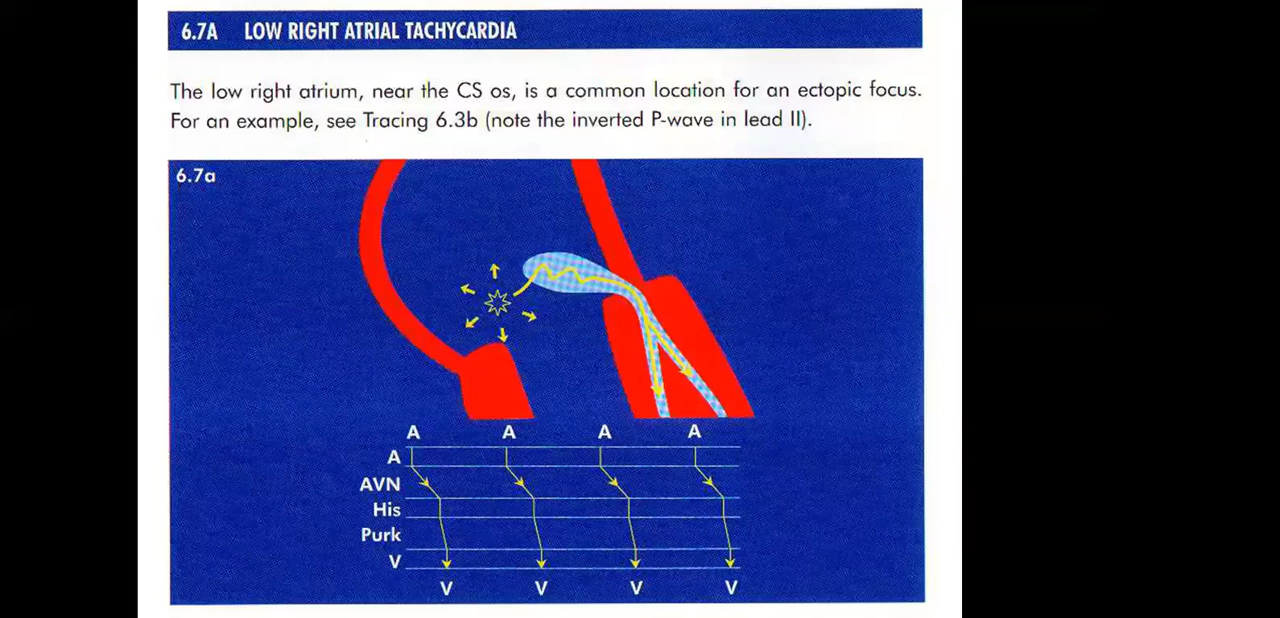 6.7A LOW RIGHT ATRIAL TACHYCARDIA
The low right atrium, near the CS os, is a common location for an ectopic focus.
For an example, see Tracing 6.3b (note the inverted P-wave in lead II).
6.7a
A A A A
A
AVN
His
Purk
V
V V V V